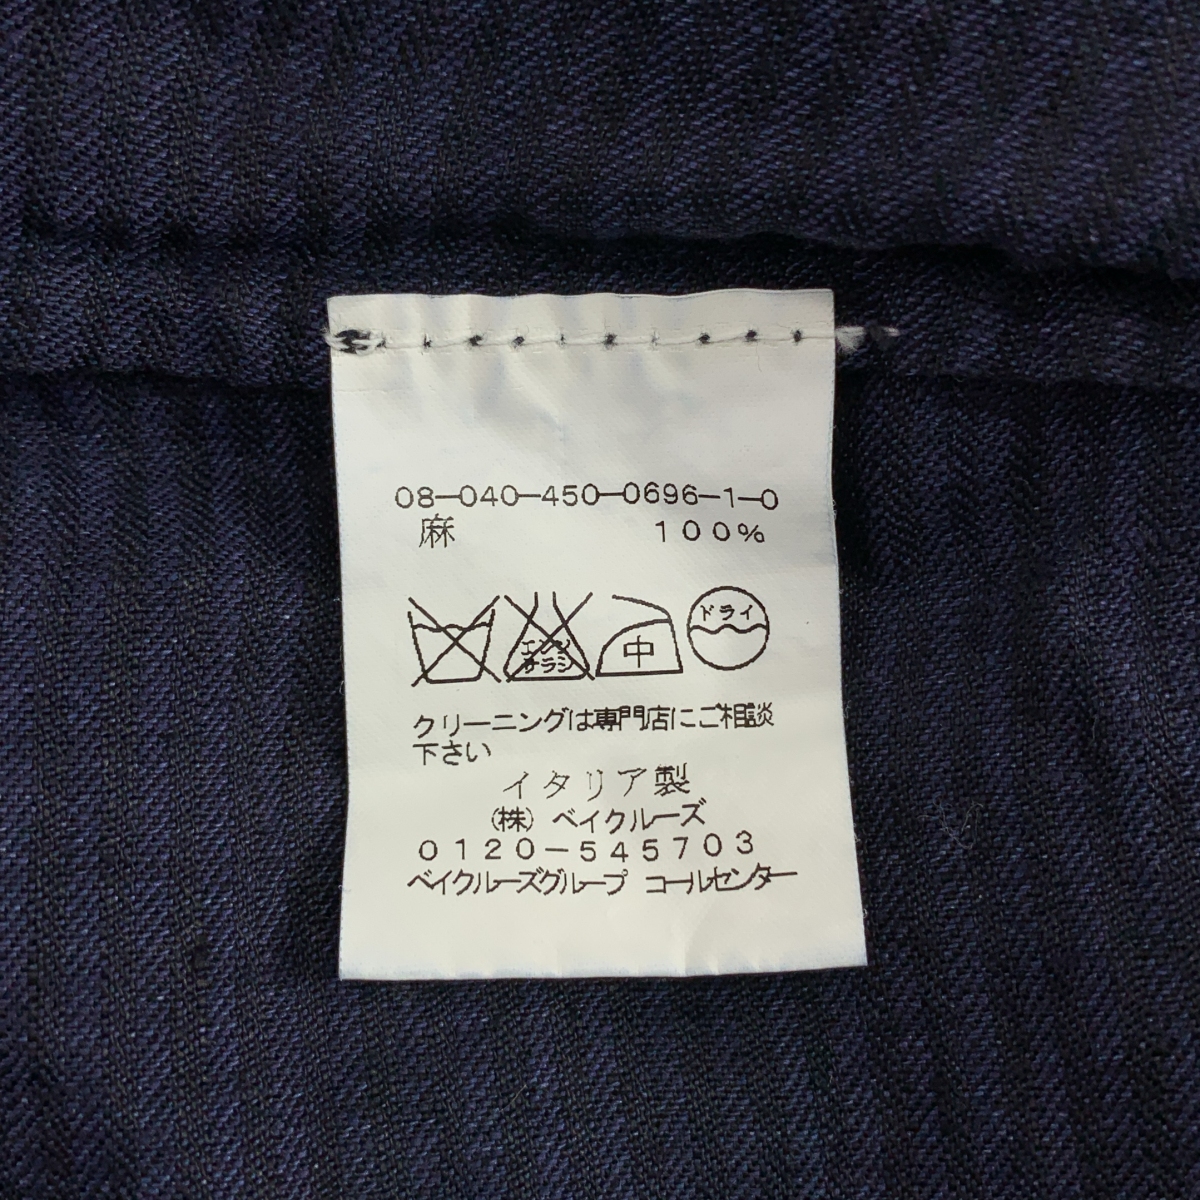 08-040-450-0696-1-0
麻 100%
エンソ
チラシ
中
ドライ
クリーニングは専門店にご相談
下さい
イタリア製
(株) ベイクルーズ
0120-545703
ベイクルーズグループ コールセンター